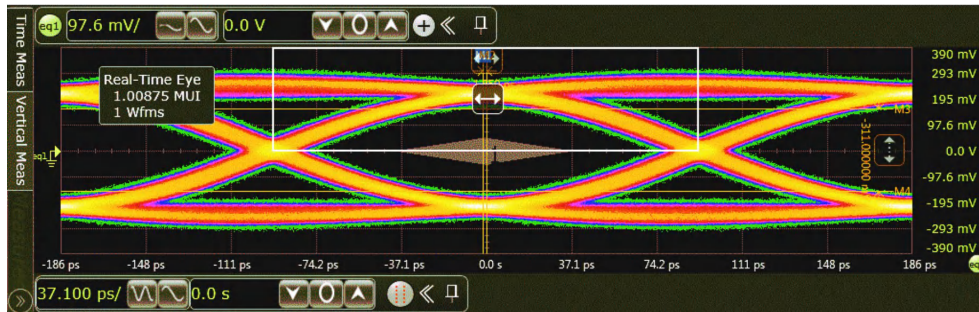 eq1 97.6 mV/ 0.0 V
Time Meas
Vertical Meas
Real-Time Eye
1.00875 MUI
1 Wfms
390 mV
293 mV
195 mV
97.6 mV
0.0 V
-97.6 mV
-195 mV
-293 mV
-390 mV
M3
M4
eq1
-186 ps -148 ps -111 ps -74.2 ps -37.1 ps 0.0 s 37.1 ps 74.2 ps 111 ps 148 ps 186 ps
37.100 ps/ 0.0 s